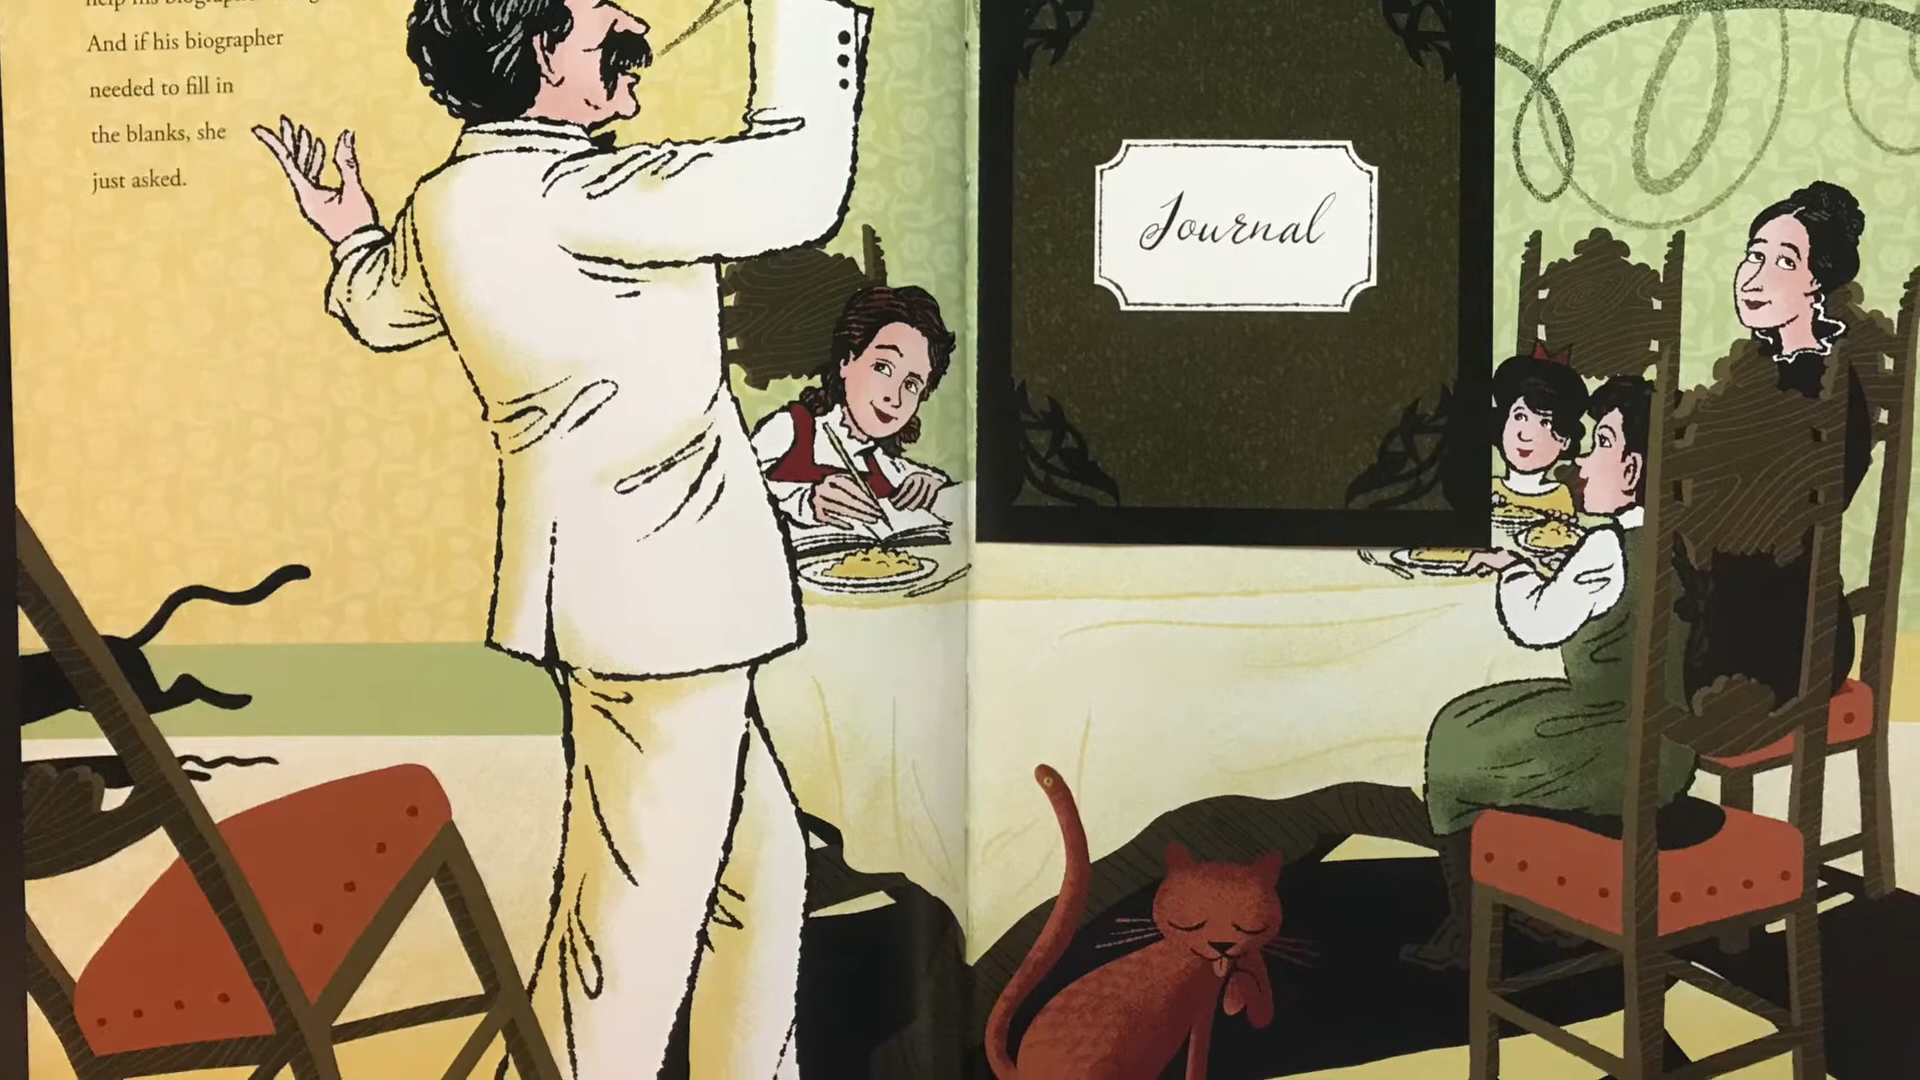 And if his biographer
needed to fill in
the blanks, she
just asked.
Journal